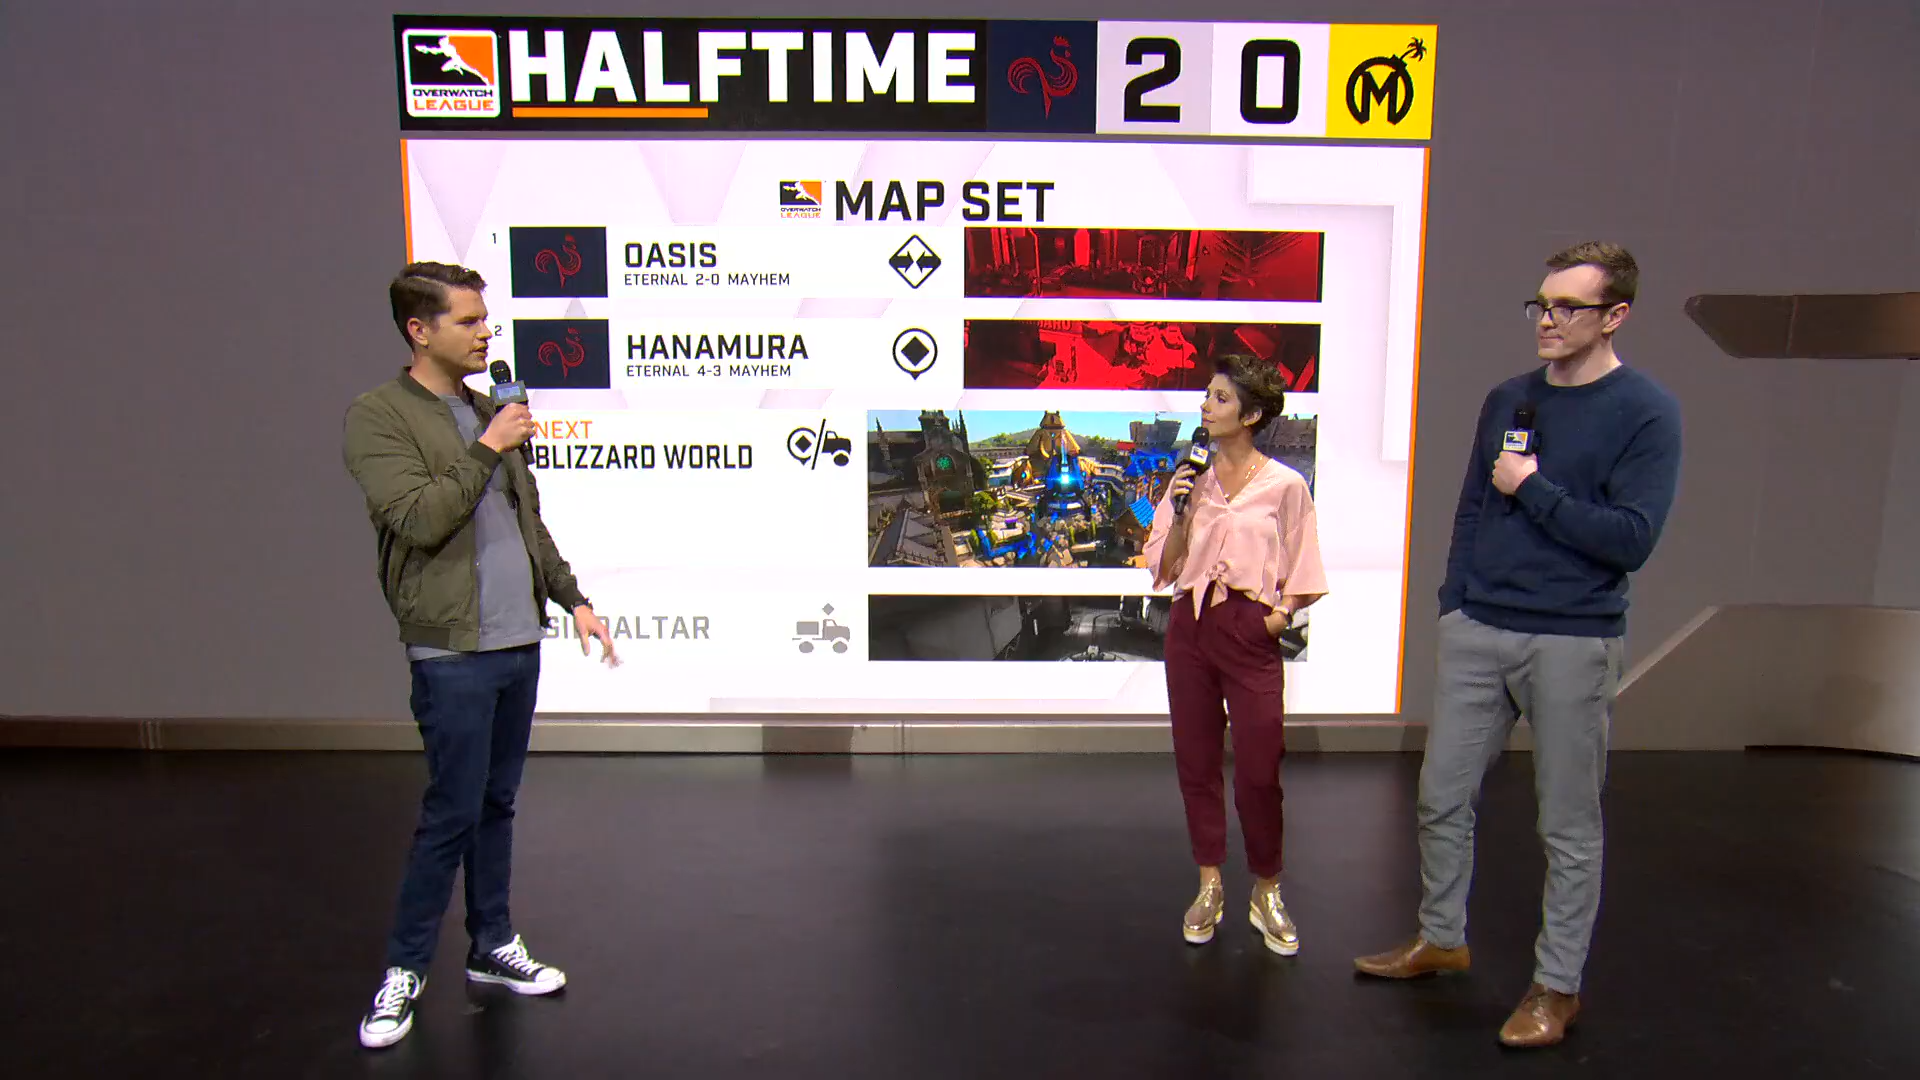 OVERWATCH
LEAGUE
HALFTIME
2 0
M
OVERWATCH
LEAGUE
MAP SET
1
OASIS
ETERNAL 2-0 MAYHEM
2
HANAMURA
ETERNAL 4-3 MAYHEM
NEXT
BLIZZARD WORLD
GIBRALTAR